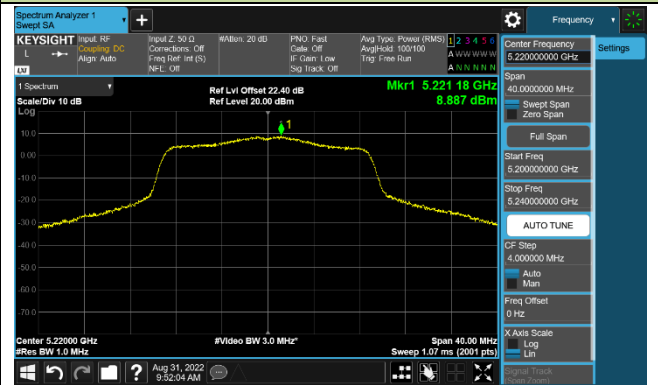 Spectrum Analyzer 1
Swept SA
+
Frequency
KEYSIGHT
L
LXI
Input: RF
Coupling: DC
Align: Auto
Input Z: 50 Ω
Corrections: Off
Freq Ref: Int (S)
NFE: Off
#Atten: 20 dB
PNO: Fast
Gate: Off
IF Gain: Low
Sig Track: Off
Avg Type: Power (RMS)
Avg|Hold: 100/100
Trig: Free Run
1 2 3 4 5 6
A W W W W W
A N N N N N
1 Spectrum
Scale/Div 10 dB
Log
Ref Lvl Offset 22.40 dB
Ref Level 20.00 dBm
Mkr1 5.221 18 GHz
8.887 dBm
1
10.0
0.00
-10.0
-20.0
-30.0
-40.0
-50.0
-60.0
-70.0
Center 5.22000 GHz
#Res BW 1.0 MHz
#Video BW 3.0 MHz*
Span 40.00 MHz
Sweep 1.07 ms (2001 pts)
Center Frequency
5.220000000 GHz
Settings
Span
40.0000000 MHz
Swept Span
Zero Span
Full Span
Start Freq
5.200000000 GHz
Stop Freq
5.240000000 GHz
AUTO TUNE
CF Step
4.000000 MHz
Auto
Man
Freq Offset
0 Hz
X Axis Scale
Log
Lin
Signal Track
(Span Zoom)
?
Aug 31, 2022
9:52:04 AM